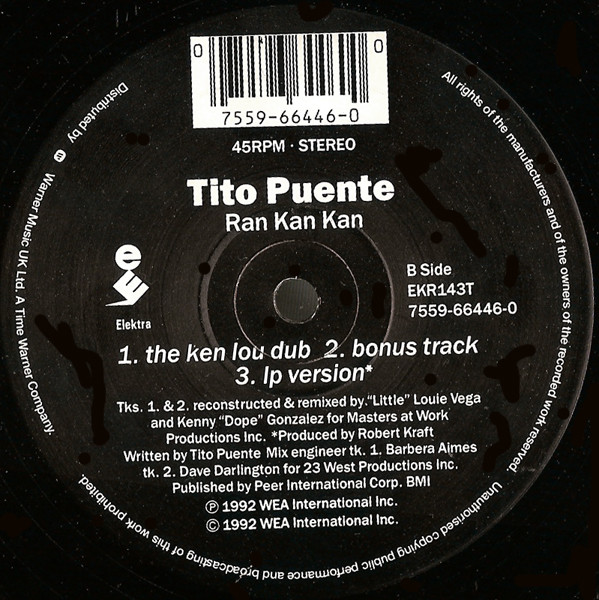 0 0
7559-66446-0
45RPM · STEREO
Tito Puente
Ran Kan Kan
B Side
EKR143T
7559-66446-0
e
Elektra
1. the ken lou dub 2. bonus track
3. lp version*
Tks. 1. & 2. reconstructed & remixed by."Little" Louie Vega
and Kenny "Dope" Gonzalez for Masters at Work
Productions Inc. *Produced by Robert Kraft
Written by Tito Puente Mix engineer tk. 1. Barbera Aimes
tk. 2. Dave Darlington for 23 West Productions Inc.
Published by Peer International Corp. BMI
℗ 1992 WEA International Inc.
© 1992 WEA International Inc.
All rights of the manufacturers and of the owners of the recorded work reserved. Unauthorised copying public performance and broadcasting of this work prohibited.
Distributed by Warner Music UK Ltd. A Time Warner Company.